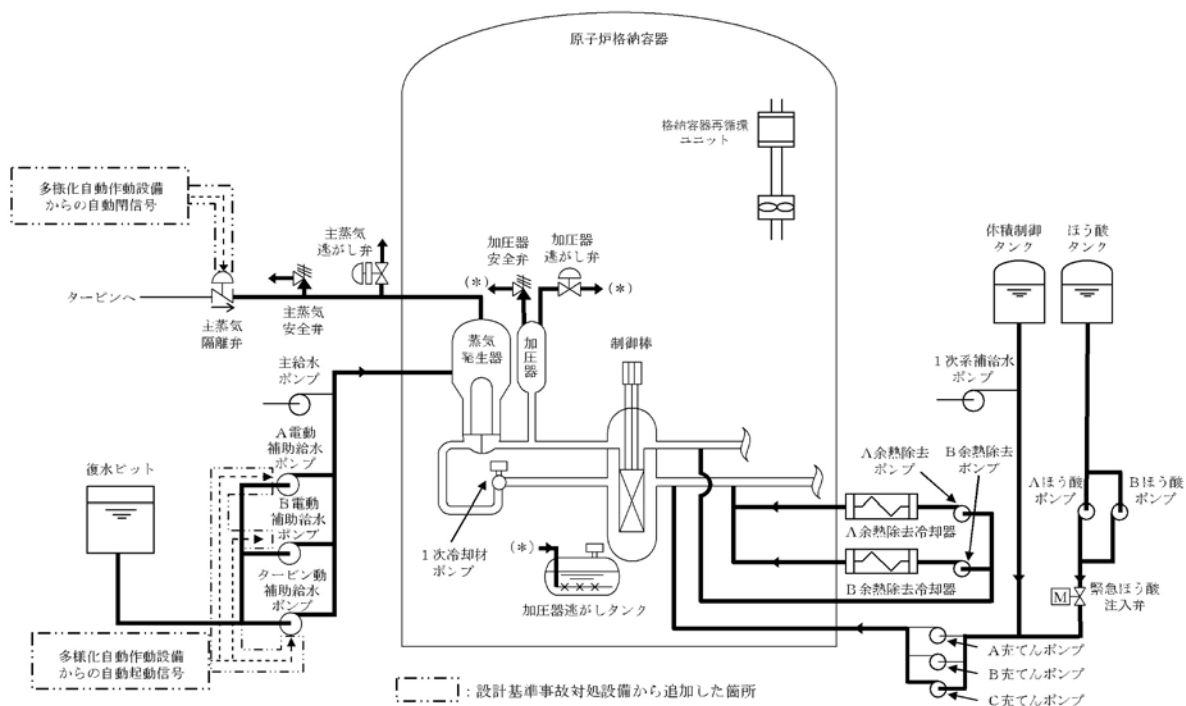 原子炉格納容器
格納容器再循環
ユニット
多様化自動作動設備
からの自動閉信号
主蒸気
逃がし弁
加圧器
安全弁
加圧器
逃がし弁
体積制御
タンク
ほう酸
タンク
(*)
(*)
タービンへ
主蒸気
隔離弁
主蒸気
安全弁
蒸気
発生器
加圧器
制御棒
主給水
ポンプ
1次系補給水
ポンプ
A電動
補助給水
ポンプ
復水ピット
B電動
補助給水
ポンプ
タービン動
補助給水
ポンプ
A余熱除去
ポンプ
B余熱除去
ポンプ
Aほう酸
ポンプ
Bほう酸
ポンプ
A余熱除去冷却器
1次冷却材
ポンプ
(*)
加圧器逃がしタンク
B余熱除去冷却器
M
緊急ほう酸
注入弁
多様化自動作動設備
からの自動起動信号
A充てんポンプ
B充てんポンプ
C充てんポンプ
:設計基準事故対処設備から追加した箇所